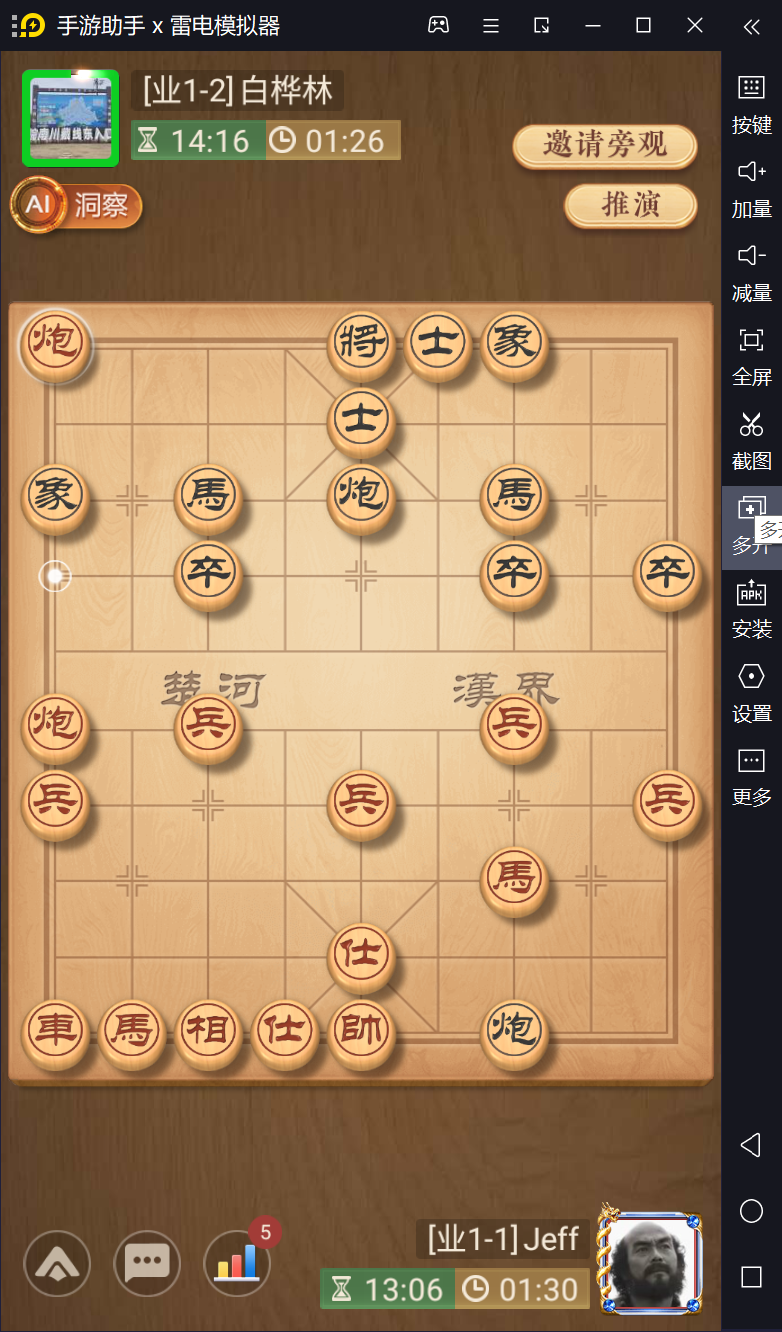 手游助手 x 雷电模拟器
[业1-2] 白桦林
14:16 01:26
邀请旁观
AI 洞察
推演
按键
加量
减量
全屏
截图
多开
安装
APK
设置
更多
炮 將 士 象
士
象 馬 炮 馬
卒 卒 卒
楚河 漢界
炮 兵 兵
兵 兵 兵
馬
仕
車 馬 相 仕 帥 炮
5
[业1-1] Jeff
13:06 01:30